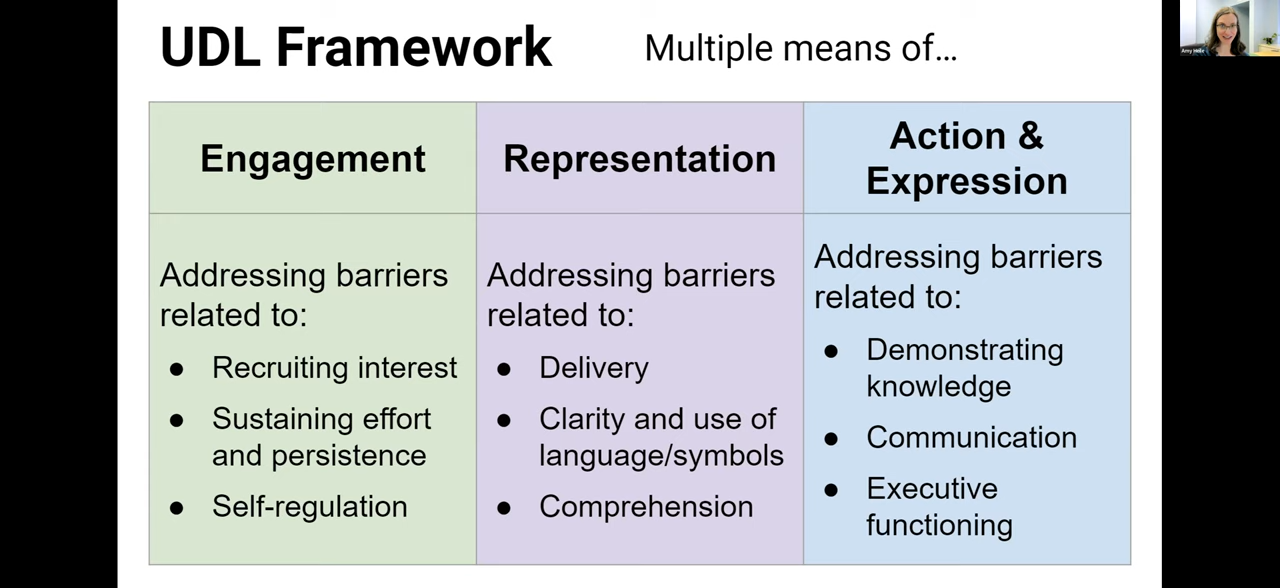 UDL Framework
Multiple means of…
Engagement
Representation
Action &
Expression
Addressing barriers
related to:
● Recruiting interest
● Sustaining effort
and persistence
● Self-regulation
Addressing barriers
related to:
● Delivery
● Clarity and use of
language/symbols
● Comprehension
Addressing barriers
related to:
● Demonstrating
knowledge
● Communication
● Executive
functioning
Amy